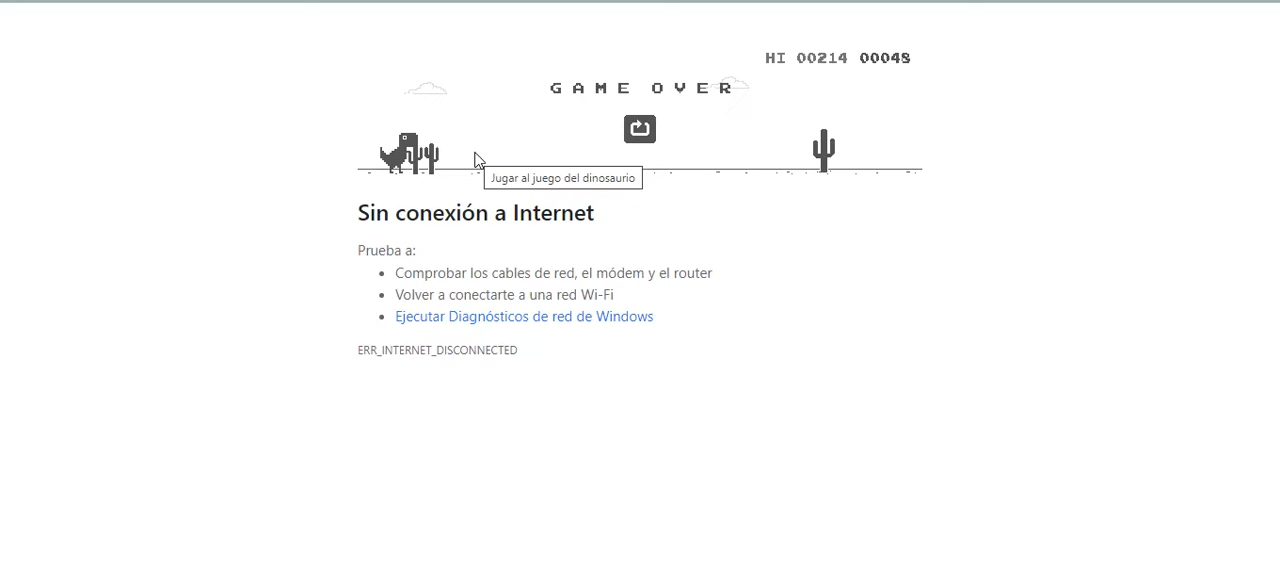 HI 00214 00048
GAME OVER
Jugar al juego del dinosaurio
Sin conexión a Internet
Prueba a:
Comprobar los cables de red, el módem y el router
Volver a conectarte a una red Wi-Fi
Ejecutar Diagnósticos de red de Windows
ERR_INTERNET_DISCONNECTED